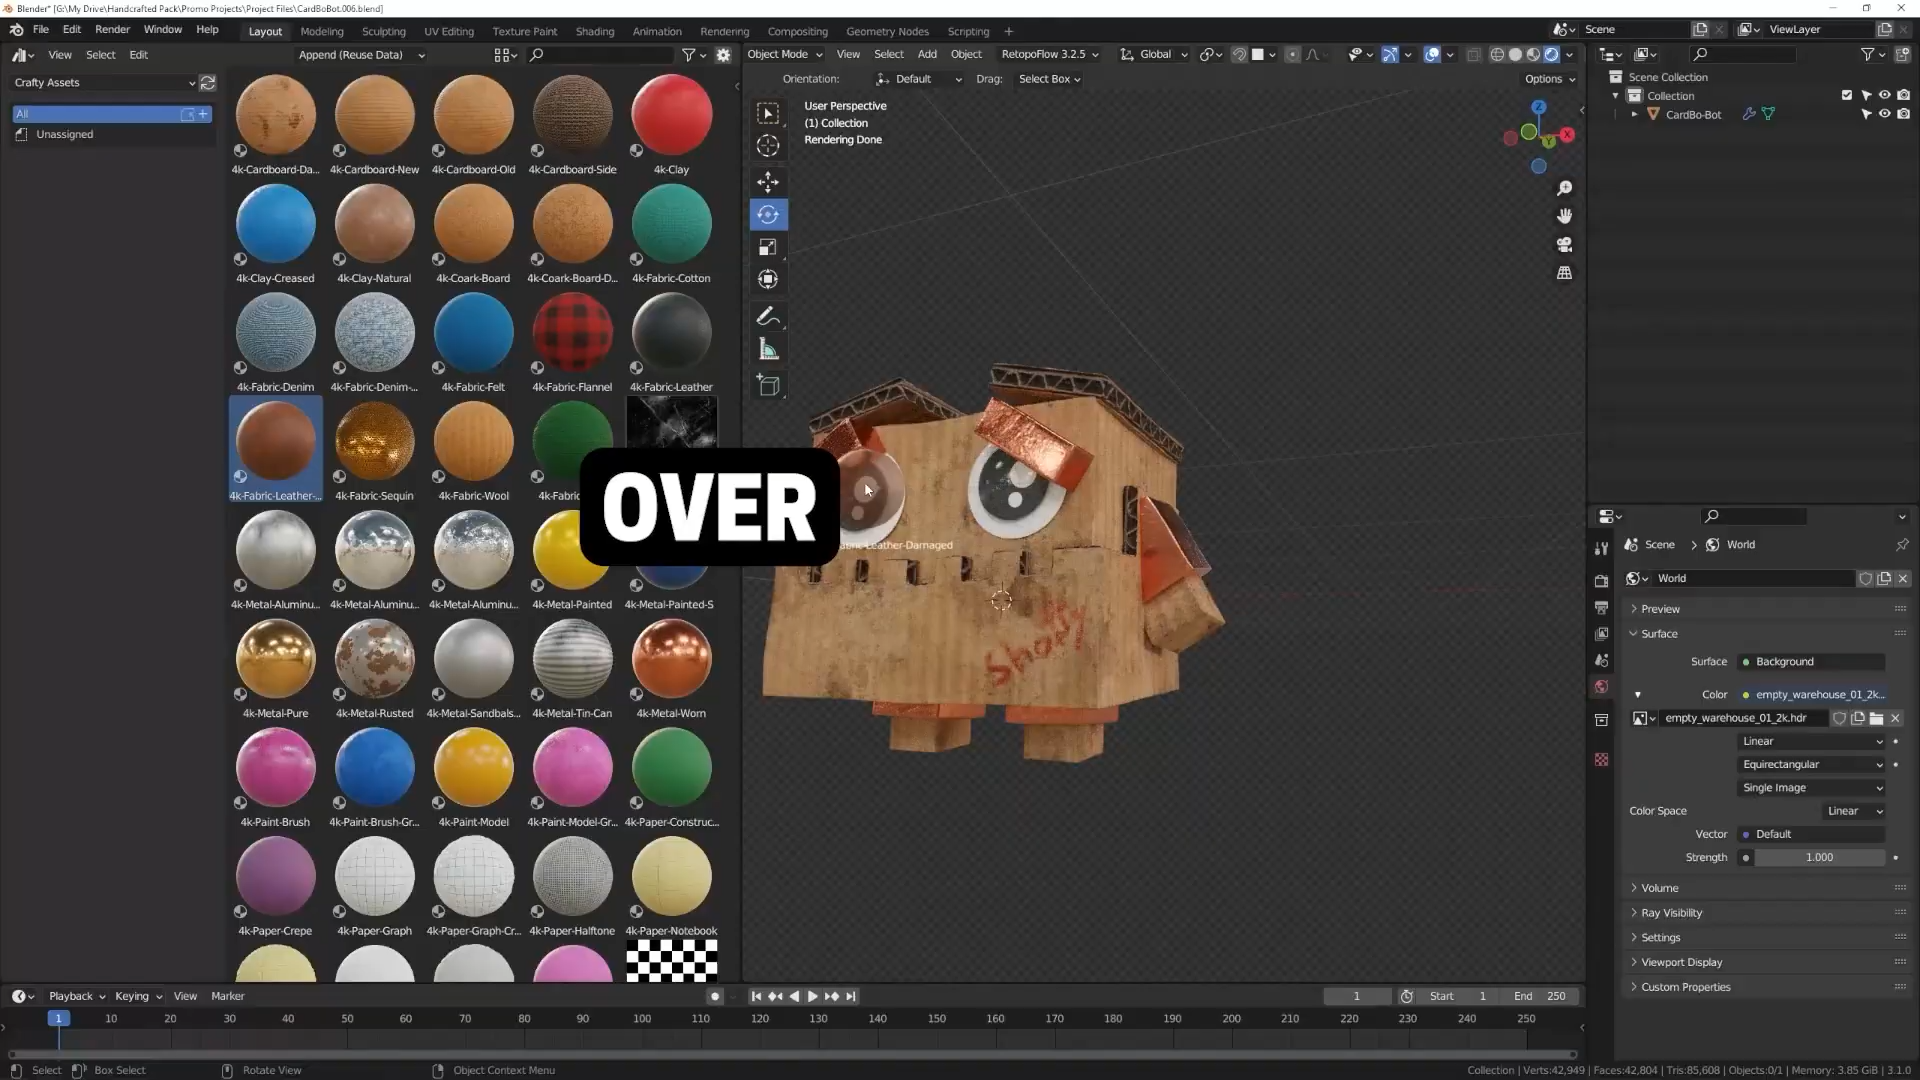 Blender* [G:\My Drive\Handcrafted Pack\Promo Projects\Project Files\CardBoBot.006.blend]
File Edit Render Window Help Layout Modeling Sculpting UV Editing Texture Paint Shading Animation Rendering Compositing Geometry Nodes Scripting Scene ViewLayer
View Select Edit Append (Reuse Data) Object Mode View Select Add Object RetopoFlow 3.2.5 Global
Crafty Assets Orientation: Default Drag: Select Box Options
All
Unassigned
4k-Cardboard-Da... 4k-Cardboard-New 4k-Cardboard-Old 4k-Cardboard-Side 4k-Clay
4k-Clay-Creased 4k-Clay-Natural 4k-Coark-Board 4k-Coark-Board-D... 4k-Fabric-Cotton
4k-Fabric-Denim 4k-Fabric-Denim-... 4k-Fabric-Felt 4k-Fabric-Flannel 4k-Fabric-Leather
4k-Fabric-Leather-... 4k-Fabric-Sequin 4k-Fabric-Wool
4k-Metal-Aluminu... 4k-Metal-Aluminu... 4k-Metal-Aluminu... 4k-Metal-Painted 4k-Metal-Painted-S
4k-Metal-Pure 4k-Metal-Rusted 4k-Metal-Sandbals... 4k-Metal-Tin-Can 4k-Metal-Worn
4k-Paint-Brush 4k-Paint-Brush-Gr... 4k-Paint-Model 4k-Paint-Model-Gr... 4k-Paper-Construc...
4k-Paper-Crepe 4k-Paper-Graph 4k-Paper-Graph-Cr... 4k-Paper-Halftone 4k-Paper-Notebook
User Perspective
(1) Collection
Rendering Done
Z
X
Y
OVER
-Leather-Damaged
Shoddy
Scene Collection
Collection
CardBo-Bot
Scene > World
World
Preview
Surface
Surface Background
Color empty_warehouse_01_2k...
empty_warehouse_01_2k.hdr
Linear
Equirectangular
Single Image
Color Space Linear
Vector Default
Strength 1.000
Volume
Ray Visibility
Settings
Viewport Display
Custom Properties
Playback Keying View Marker 1 Start 1 End 250
1 10 20 30 40 50 60 70 80 90 100 110 120 130 140 150 160 170 180 190 200 210 220 230 240 250
Select Box Select Rotate View Object Context Menu Collection | Verts:42,949 | Faces:42,804 | Tris:85,608 | Objects:0/1 | Memory: 3.85 GiB | 3.1.0